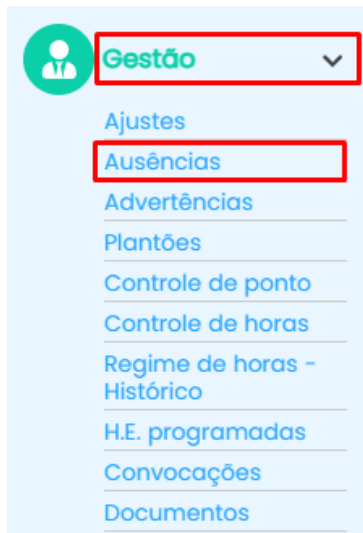 Gestão
Ajustes
Ausências
Advertências
Plantões
Controle de ponto
Controle de horas
Regime de horas -
Histórico
H.E. programadas
Convocações
Documentos